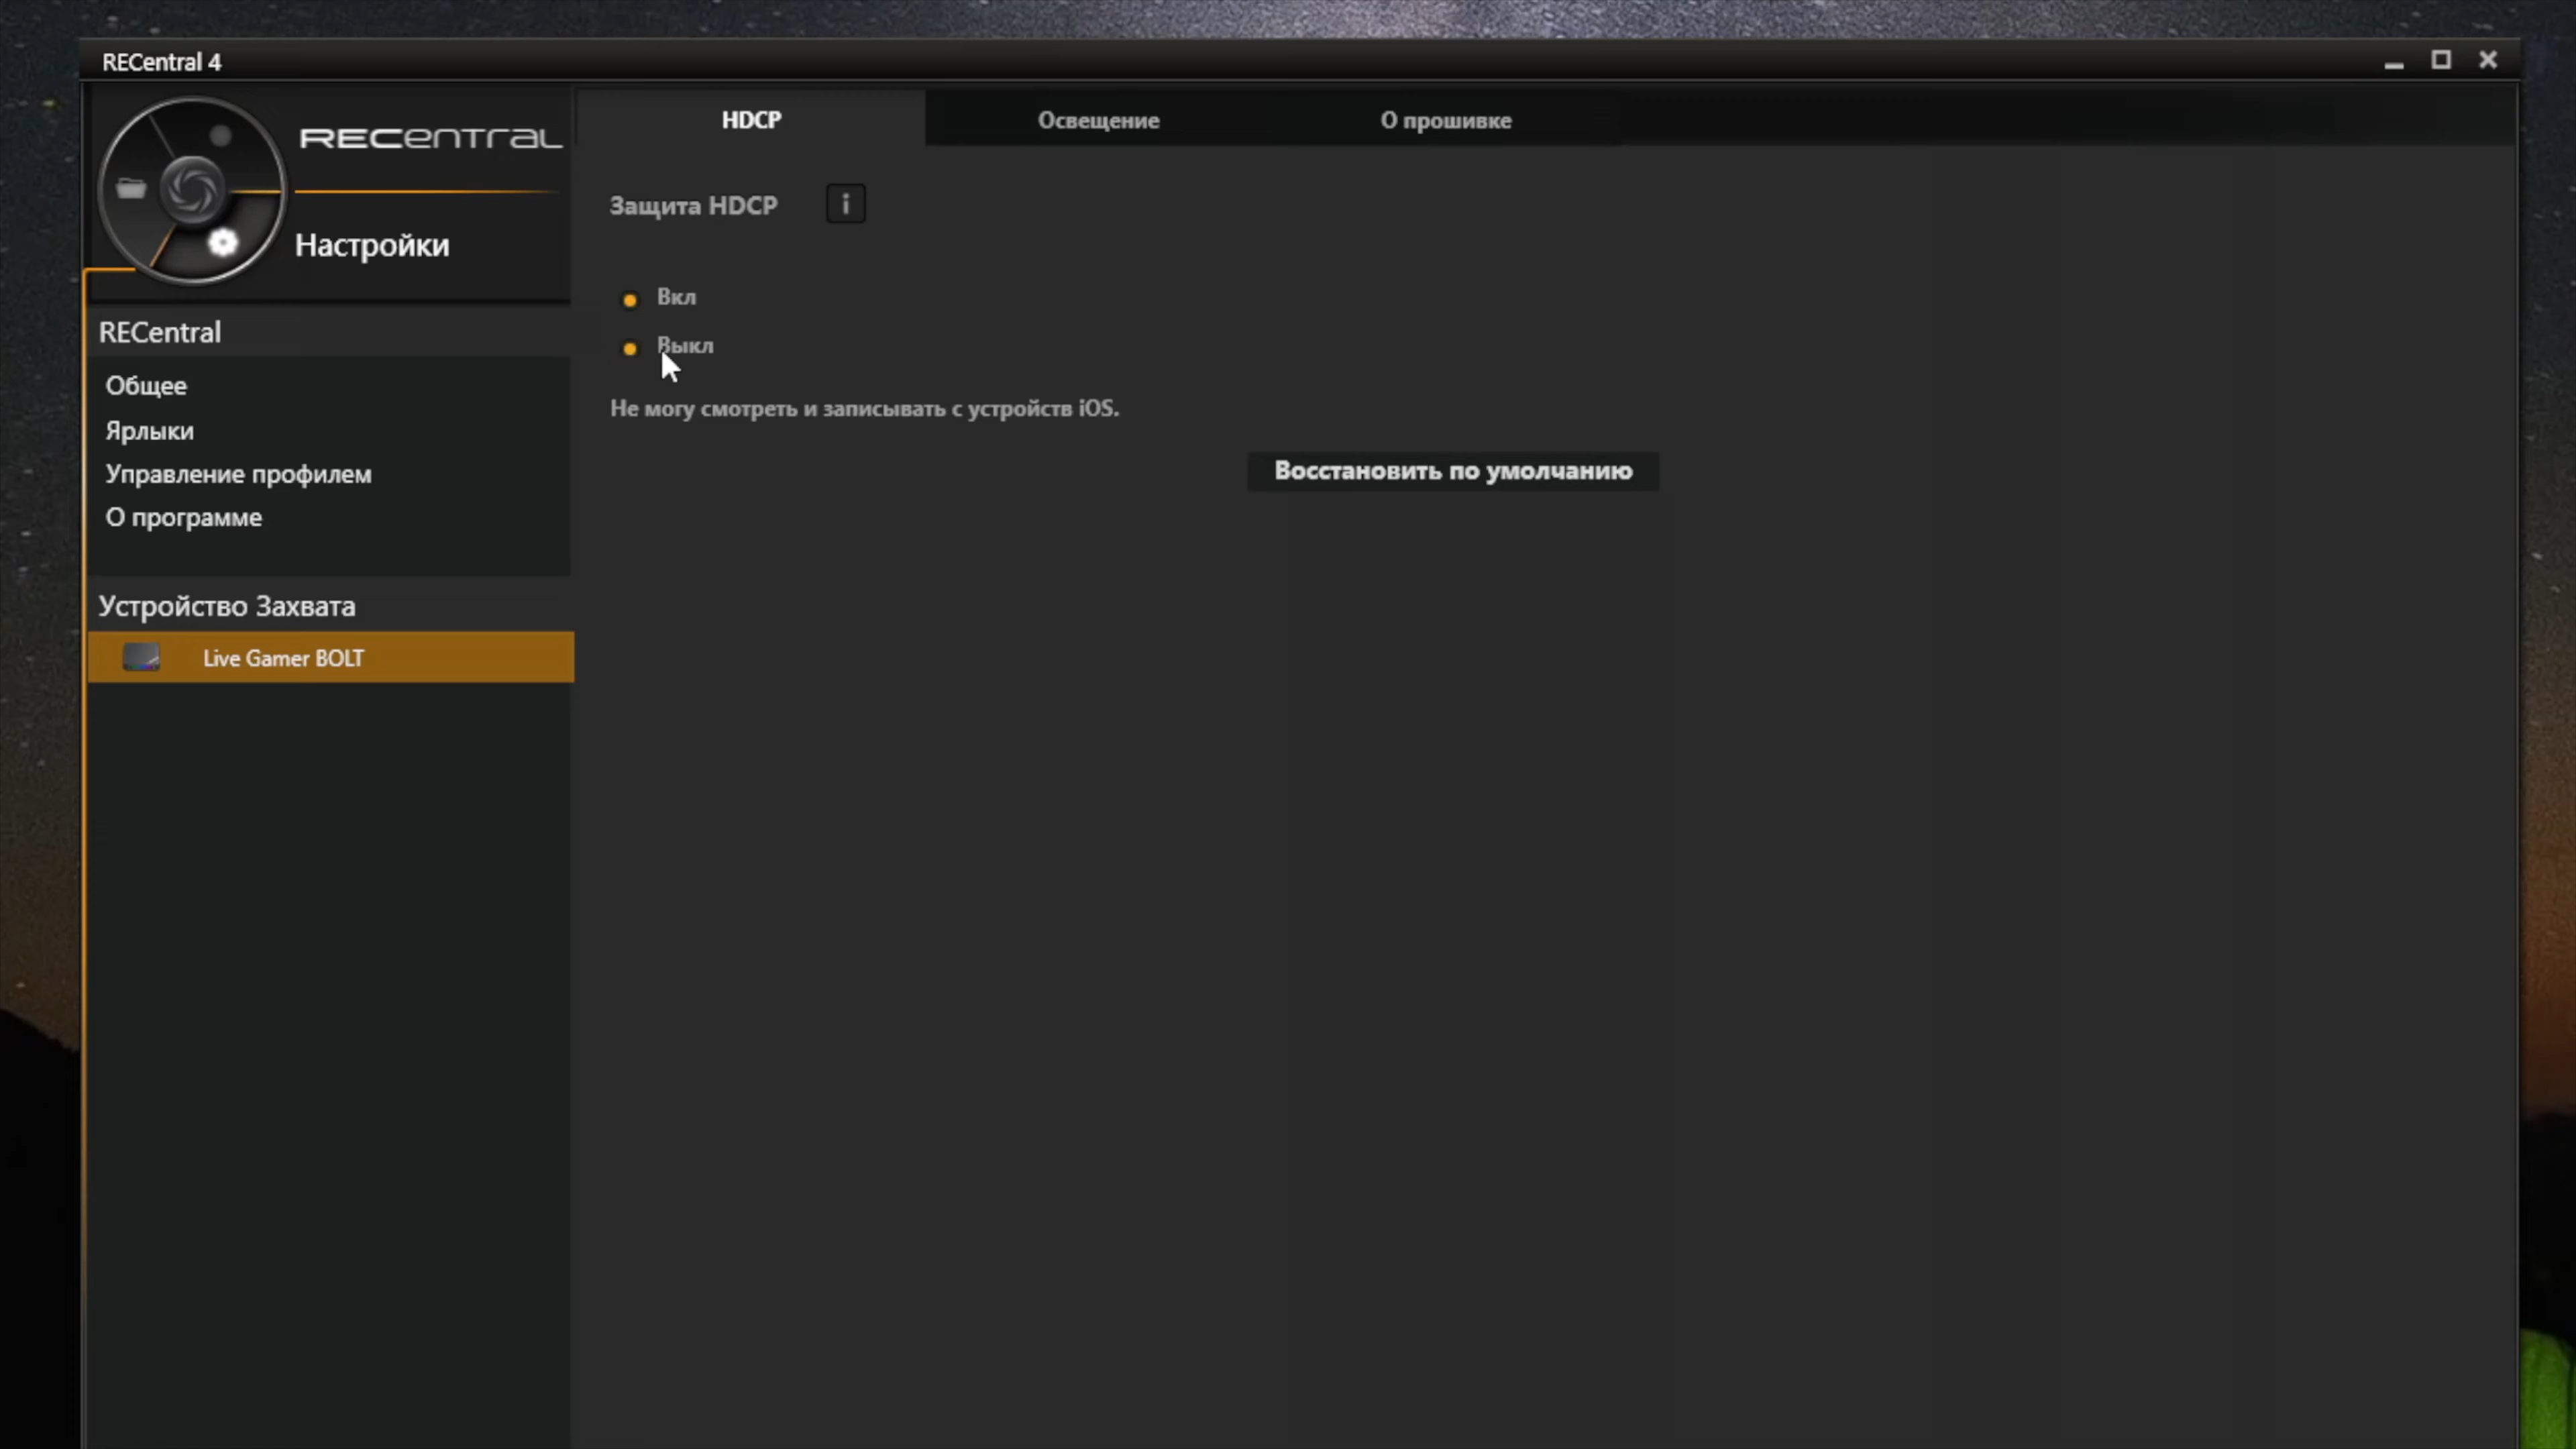 RECentral 4
RECentral
Настройки
RECentral
Общее
Ярлыки
Управление профилем
О программе
Устройство Захвата
Live Gamer BOLT
HDCP
Освещение
О прошивке
Защита HDCP
i
Вкл
Выкл
Не могу смотреть и записывать с устройств iOS.
Восстановить по умолчанию